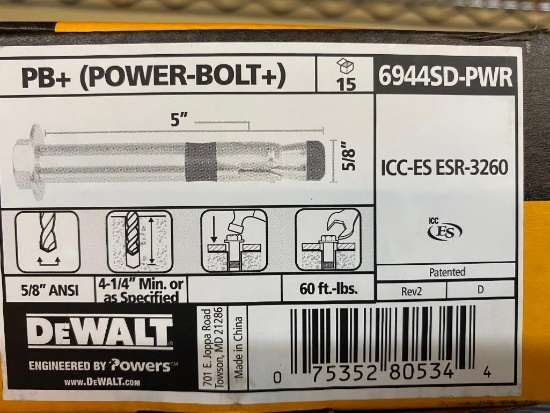 PB+ (POWER-BOLT+)
15
6944SD-PWR
5"
5/8"
ICC-ES ESR-3260
ICC
ES
Patented
5/8" ANSI
4-1/4" Min. or
as Specified
60 ft.-lbs.
Rev2
D
DEWALT
ENGINEERED BY Powers™
www.DEWALT.com
701 E. Joppa Road
Towson, MD 21286
Made in China
0 75352 80534 4